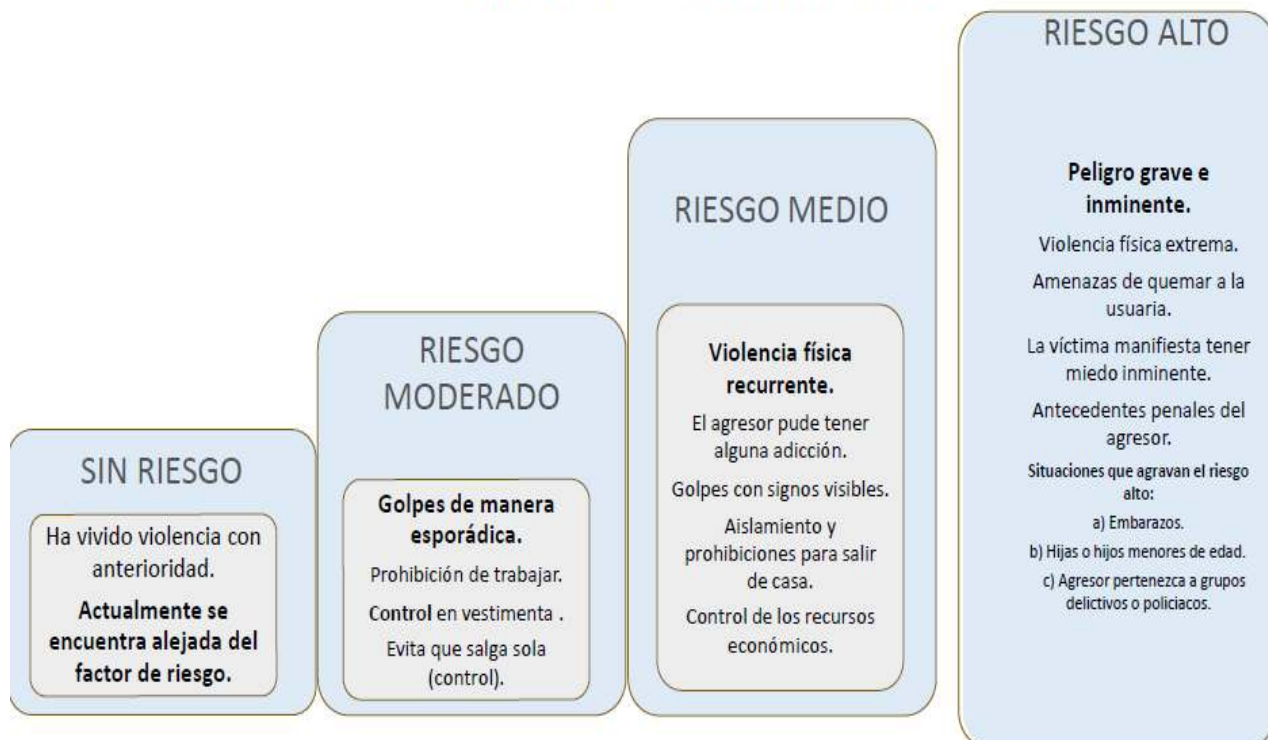 SIN RIESGO
Ha vivido violencia con
anterioridad.
Actualmente se
encuentra alejada del
factor de riesgo.
RIESGO
MODERADO
Golpes de manera
esporádica.
Prohibición de trabajar.
Control en vestimenta .
Evita que salga sola
(control).
RIESGO MEDIO
Violencia física
recurrente.
El agresor pude tener
alguna adicción.
Golpes con signos visibles.
Aislamiento y
prohibiciones para salir
de casa.
Control de los recursos
económicos.
RIESGO ALTO
Peligro grave e
inminente.
Violencia física extrema.
Amenazas de quemar a la
usuaria.
La víctima manifiesta tener
miedo inminente.
Antecedentes penales del
agresor.
Situaciones que agravan el riesgo
alto:
a) Embarazos.
b) Hijas o hijos menores de edad.
c) Agresor pertenezca a grupos
delictivos o policiacos.